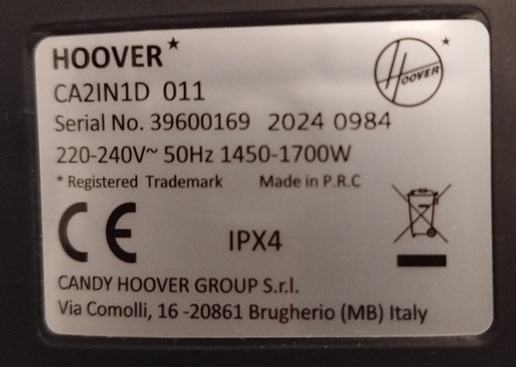 HOOVER*
HOOVER *
CA2IN1D 011
Serial No. 39600169 2024 0984
220-240V~ 50Hz 1450-1700W
* Registered Trademark Made in P.R.C
CE
IPX4
CANDY HOOVER GROUP S.r.l.
Via Comolli, 16 -20861 Brugherio (MB) Italy